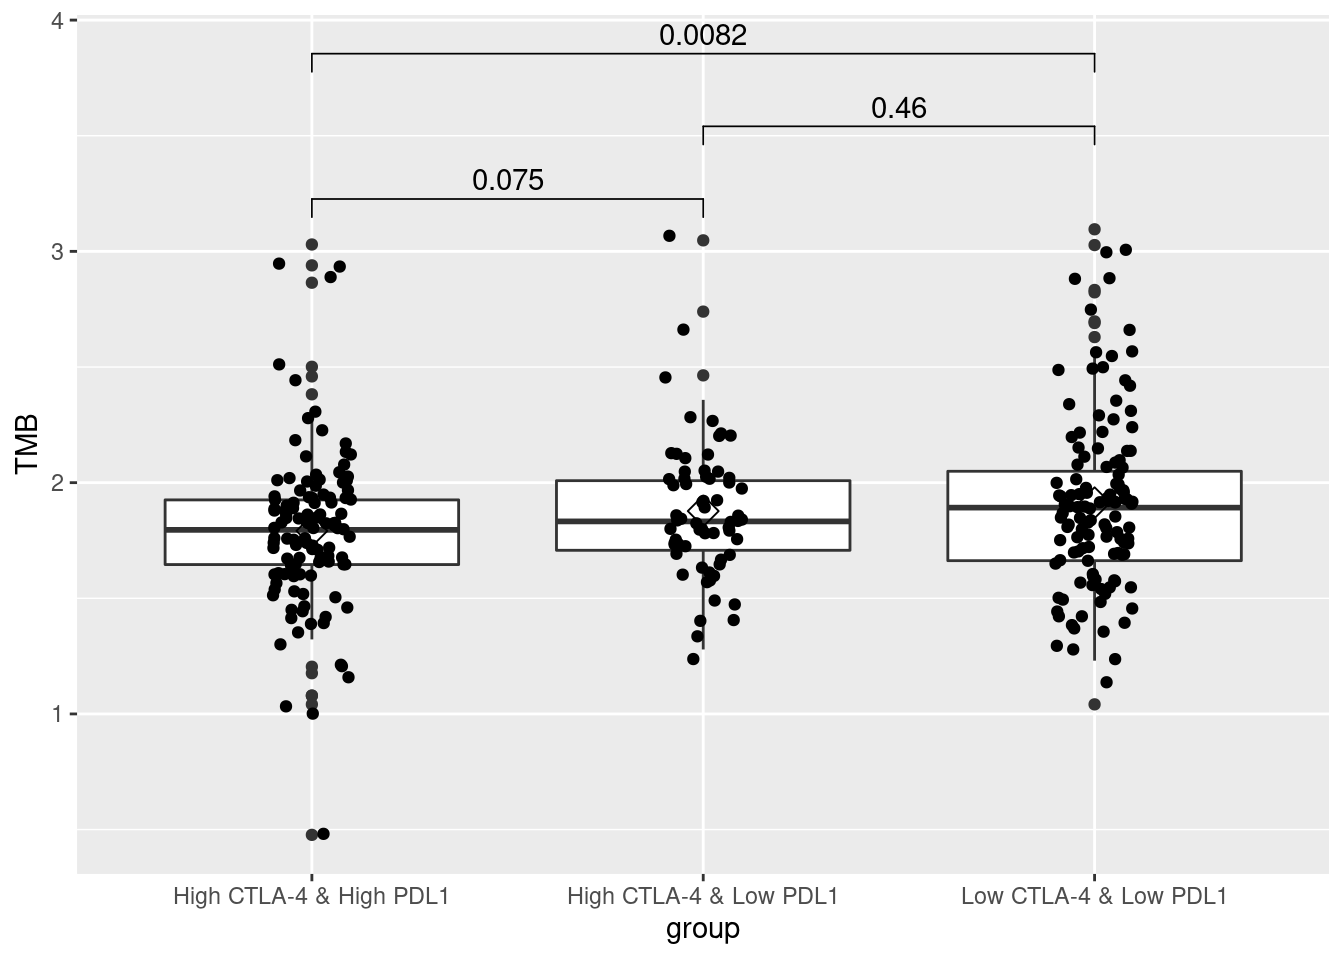 4
0.0082
0.46
0.075
3
TMB
2
1
High CTLA-4 & High PDL1
High CTLA-4 & Low PDL1
Low CTLA-4 & Low PDL1
group